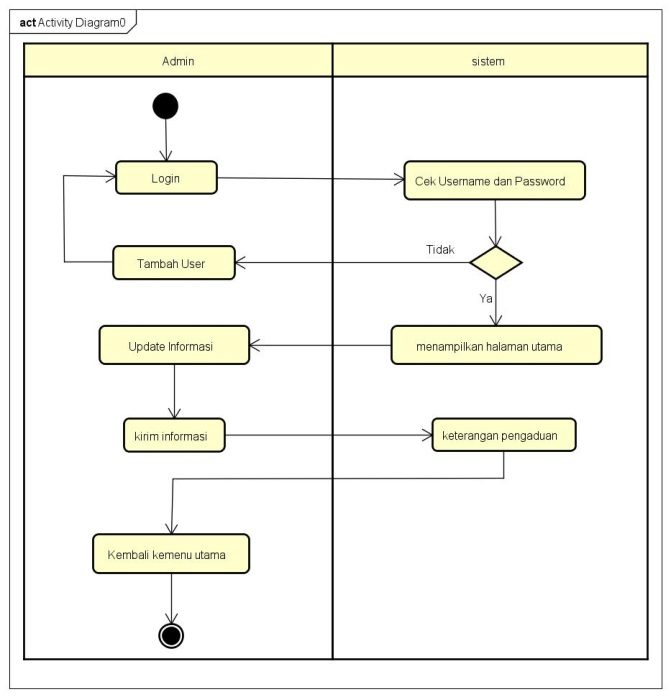 act Activity Diagram0
Admin
sistem
Login
Cek Username dan Password
Tidak
Tambah User
Ya
Update Informasi
menampilkan halaman utama
kirim informasi
keterangan pengaduan
Kembali kemenu utama